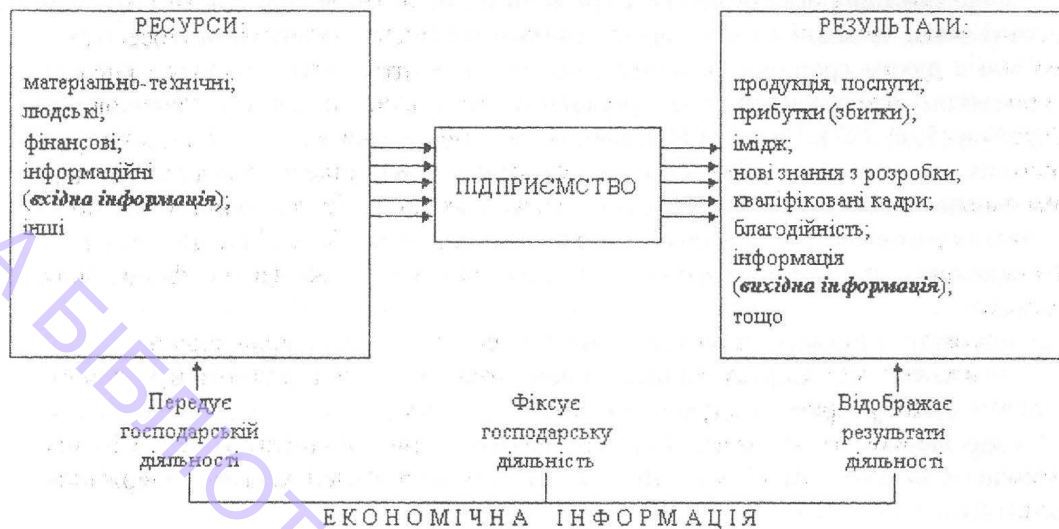 РЕСУРСИ:
матеріально-технічні;
людські;
фінансові;
інформаційні
(вхідна інформація);
інші
ПІДПРИЄМСТВО
РЕЗУЛЬТАТИ:
продукція, послуги;
прибутки (збитки);
імідж;
нові знання з розробки;
кваліфіковані кадри;
благодійність;
інформація
(вихідна інформація);
тощо
Передує
господарській
діяльності
Фіксує
господарську
діяльність
Відображає
результати
діяльності
ЕКОНОМІЧНА ІНФОРМАЦІЯ
А БІБЛІОТ